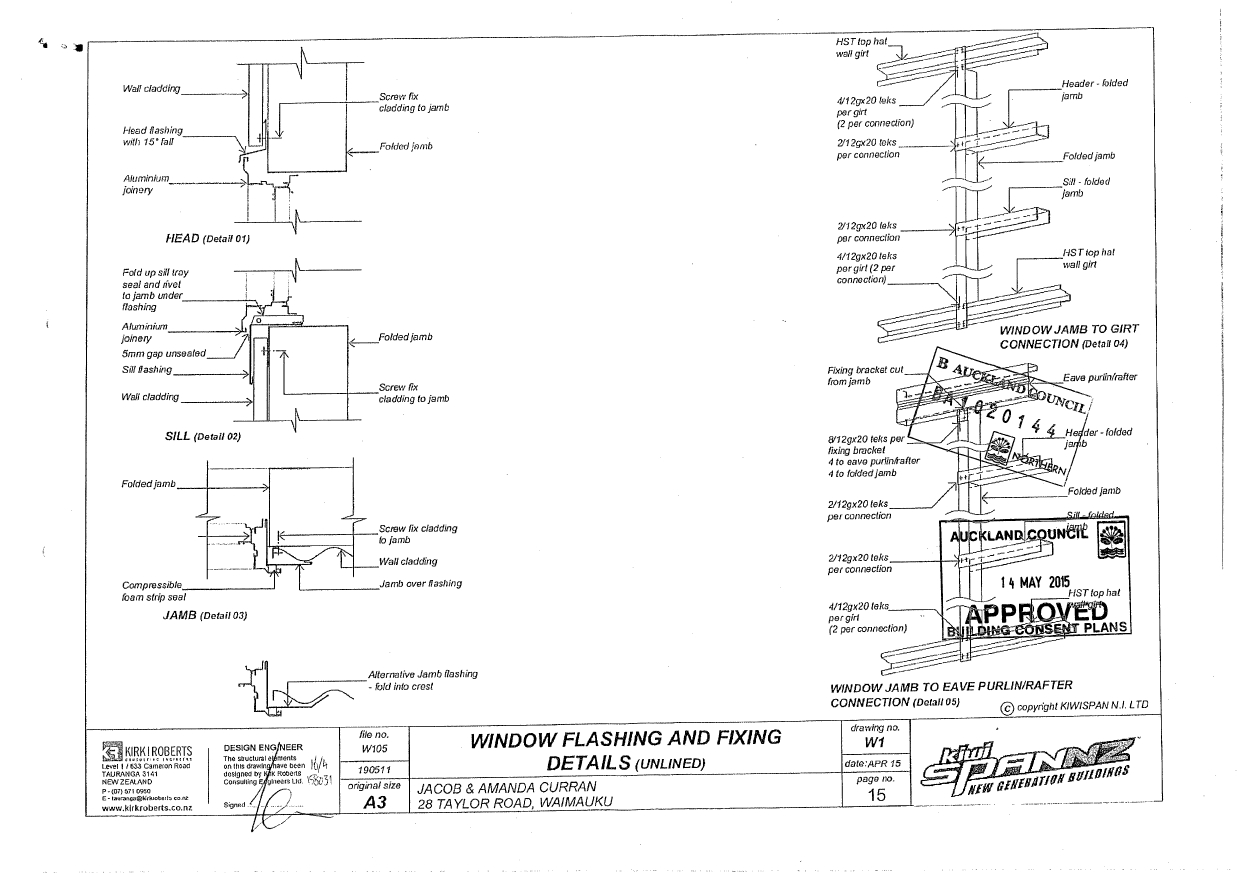 Wall cladding
Head flashing
with 15° fall
Aluminium
joinery
Screw fix
cladding to jamb
Folded jamb
HEAD (Detail 01)
Fold up sill tray
seal and rivet
to jamb under
flashing
Aluminium
joinery
5mm gap unsealed
Sill flashing
Wall cladding
Folded jamb
Screw fix
cladding to jamb
SILL (Detail 02)
Folded jamb
Screw fix cladding
to jamb
Wall cladding
Compressible
foam strip seal
Jamb over flashing
JAMB (Detail 03)
Alternative Jamb flashing
- fold into crest
HST top hat
wall girt
4/12gx20 teks
per girt
(2 per connection)
2/12gx20 teks
per connection
Header - folded
jamb
Folded jamb
Sill - folded
jamb
2/12gx20 teks
per connection
4/12gx20 teks
per girt (2 per
connection)
HST top hat
wall girt
WINDOW JAMB TO GIRT
CONNECTION (Detail 04)
Fixing bracket cut
from jamb
Eave purlin/rafter
B AUCKLAND COUNCIL
BA 1020144
NORTHERN
8/12gx20 teks per
fixing bracket
4 to eave purlin/rafter
4 to folded jamb
Header - folded
jamb
Folded jamb
2/12gx20 teks
per connection
Sill - folded
jamb
AUCKLAND COUNCIL
14 MAY 2015
APPROVED
BUILDING CONSENT PLANS
2/12gx20 teks
per connection
HST top hat
wall girt
4/12gx20 teks
per girt
(2 per connection)
WINDOW JAMB TO EAVE PURLIN/RAFTER
CONNECTION (Detail 05)
© copyright KIWISPAN N.I. LTD
KIRK ROBERTS
CONSULTING ENGINEERS
Level 1 / 633 Cameron Road
TAURANGA 3141
NEW ZEALAND
P - (07) 571 0950
E - tauranga@kirkroberts.co.nz
www.kirkroberts.co.nz
DESIGN ENGINEER
The structural elements
on this drawing have been
designed by Kirk Roberts
Consulting Engineers Ltd.
16/4
158031
Signed
file no.
W105
190511
original size
A3
WINDOW FLASHING AND FIXING
DETAILS (UNLINED)
JACOB & AMANDA CURRAN
28 TAYLOR ROAD, WAIMAUKU
drawing no.
W1
date: APR 15
page no.
15
kiwi
SPANNZ
NEW GENERATION BUILDINGS